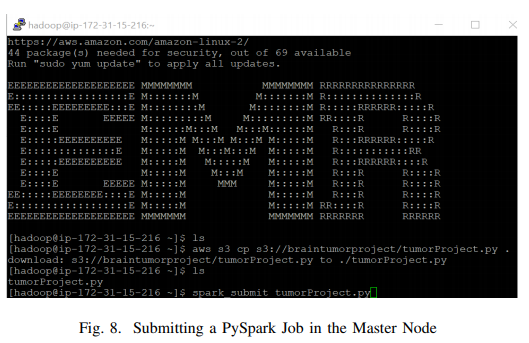 hadoop@ip-172-31-15-216:~
https://aws.amazon.com/amazon-linux-2/
44 package(s) needed for security, out of 69 available
Run "sudo yum update" to apply all updates.
EEEEEEEEEEEEEEEEEEEE MMMMMMMM           MMMMMMMM RRRRRRRRRRRRRRR
E::::::::::::::::::E M:::::::M         M:::::::M R::::::::::::::R
EE:::::EEEEEEEEE:::E M::::::::M       M::::::::M R:::::RRRRRR:::::R
  E::::E       EEEEE M:::::::::M     M:::::::::M RR::::R      R::::R
  E::::E             M::::::M:::M   M:::M::::::M   R:::R      R::::R
  E:::::EEEEEEEEEE   M:::::M M:::M M:::M M:::::M   R:::RRRRRR:::::R
  E::::::::::::::E   M:::::M  M:::M:::M  M:::::M   R:::::::::::RR
  E:::::EEEEEEEEEE   M:::::M   M:::::M   M:::::M   R:::RRRRRR::::R
  E::::E             M:::::M    M:::M    M:::::M   R:::R      R::::R
  E::::E       EEEEE M:::::M     MMM     M:::::M   R:::R      R::::R
EE:::::EEEEEEEE::::E M:::::M             M:::::M   R:::R      R::::R
E::::::::::::::::::E M:::::M             M:::::M RR::::R      R::::R
EEEEEEEEEEEEEEEEEEEE MMMMMMM             MMMMMMM RRRRRRR      RRRRRR
[hadoop@ip-172-31-15-216 ~]$ ls
[hadoop@ip-172-31-15-216 ~]$ aws s3 cp s3://braintumorproject/tumorProject.py .
download: s3://braintumorproject/tumorProject.py to ./tumorProject.py
[hadoop@ip-172-31-15-216 ~]$ ls
tumorProject.py
[hadoop@ip-172-31-15-216 ~]$ spark_submit tumorProject.py
Fig. 8. Submitting a PySpark Job in the Master Node